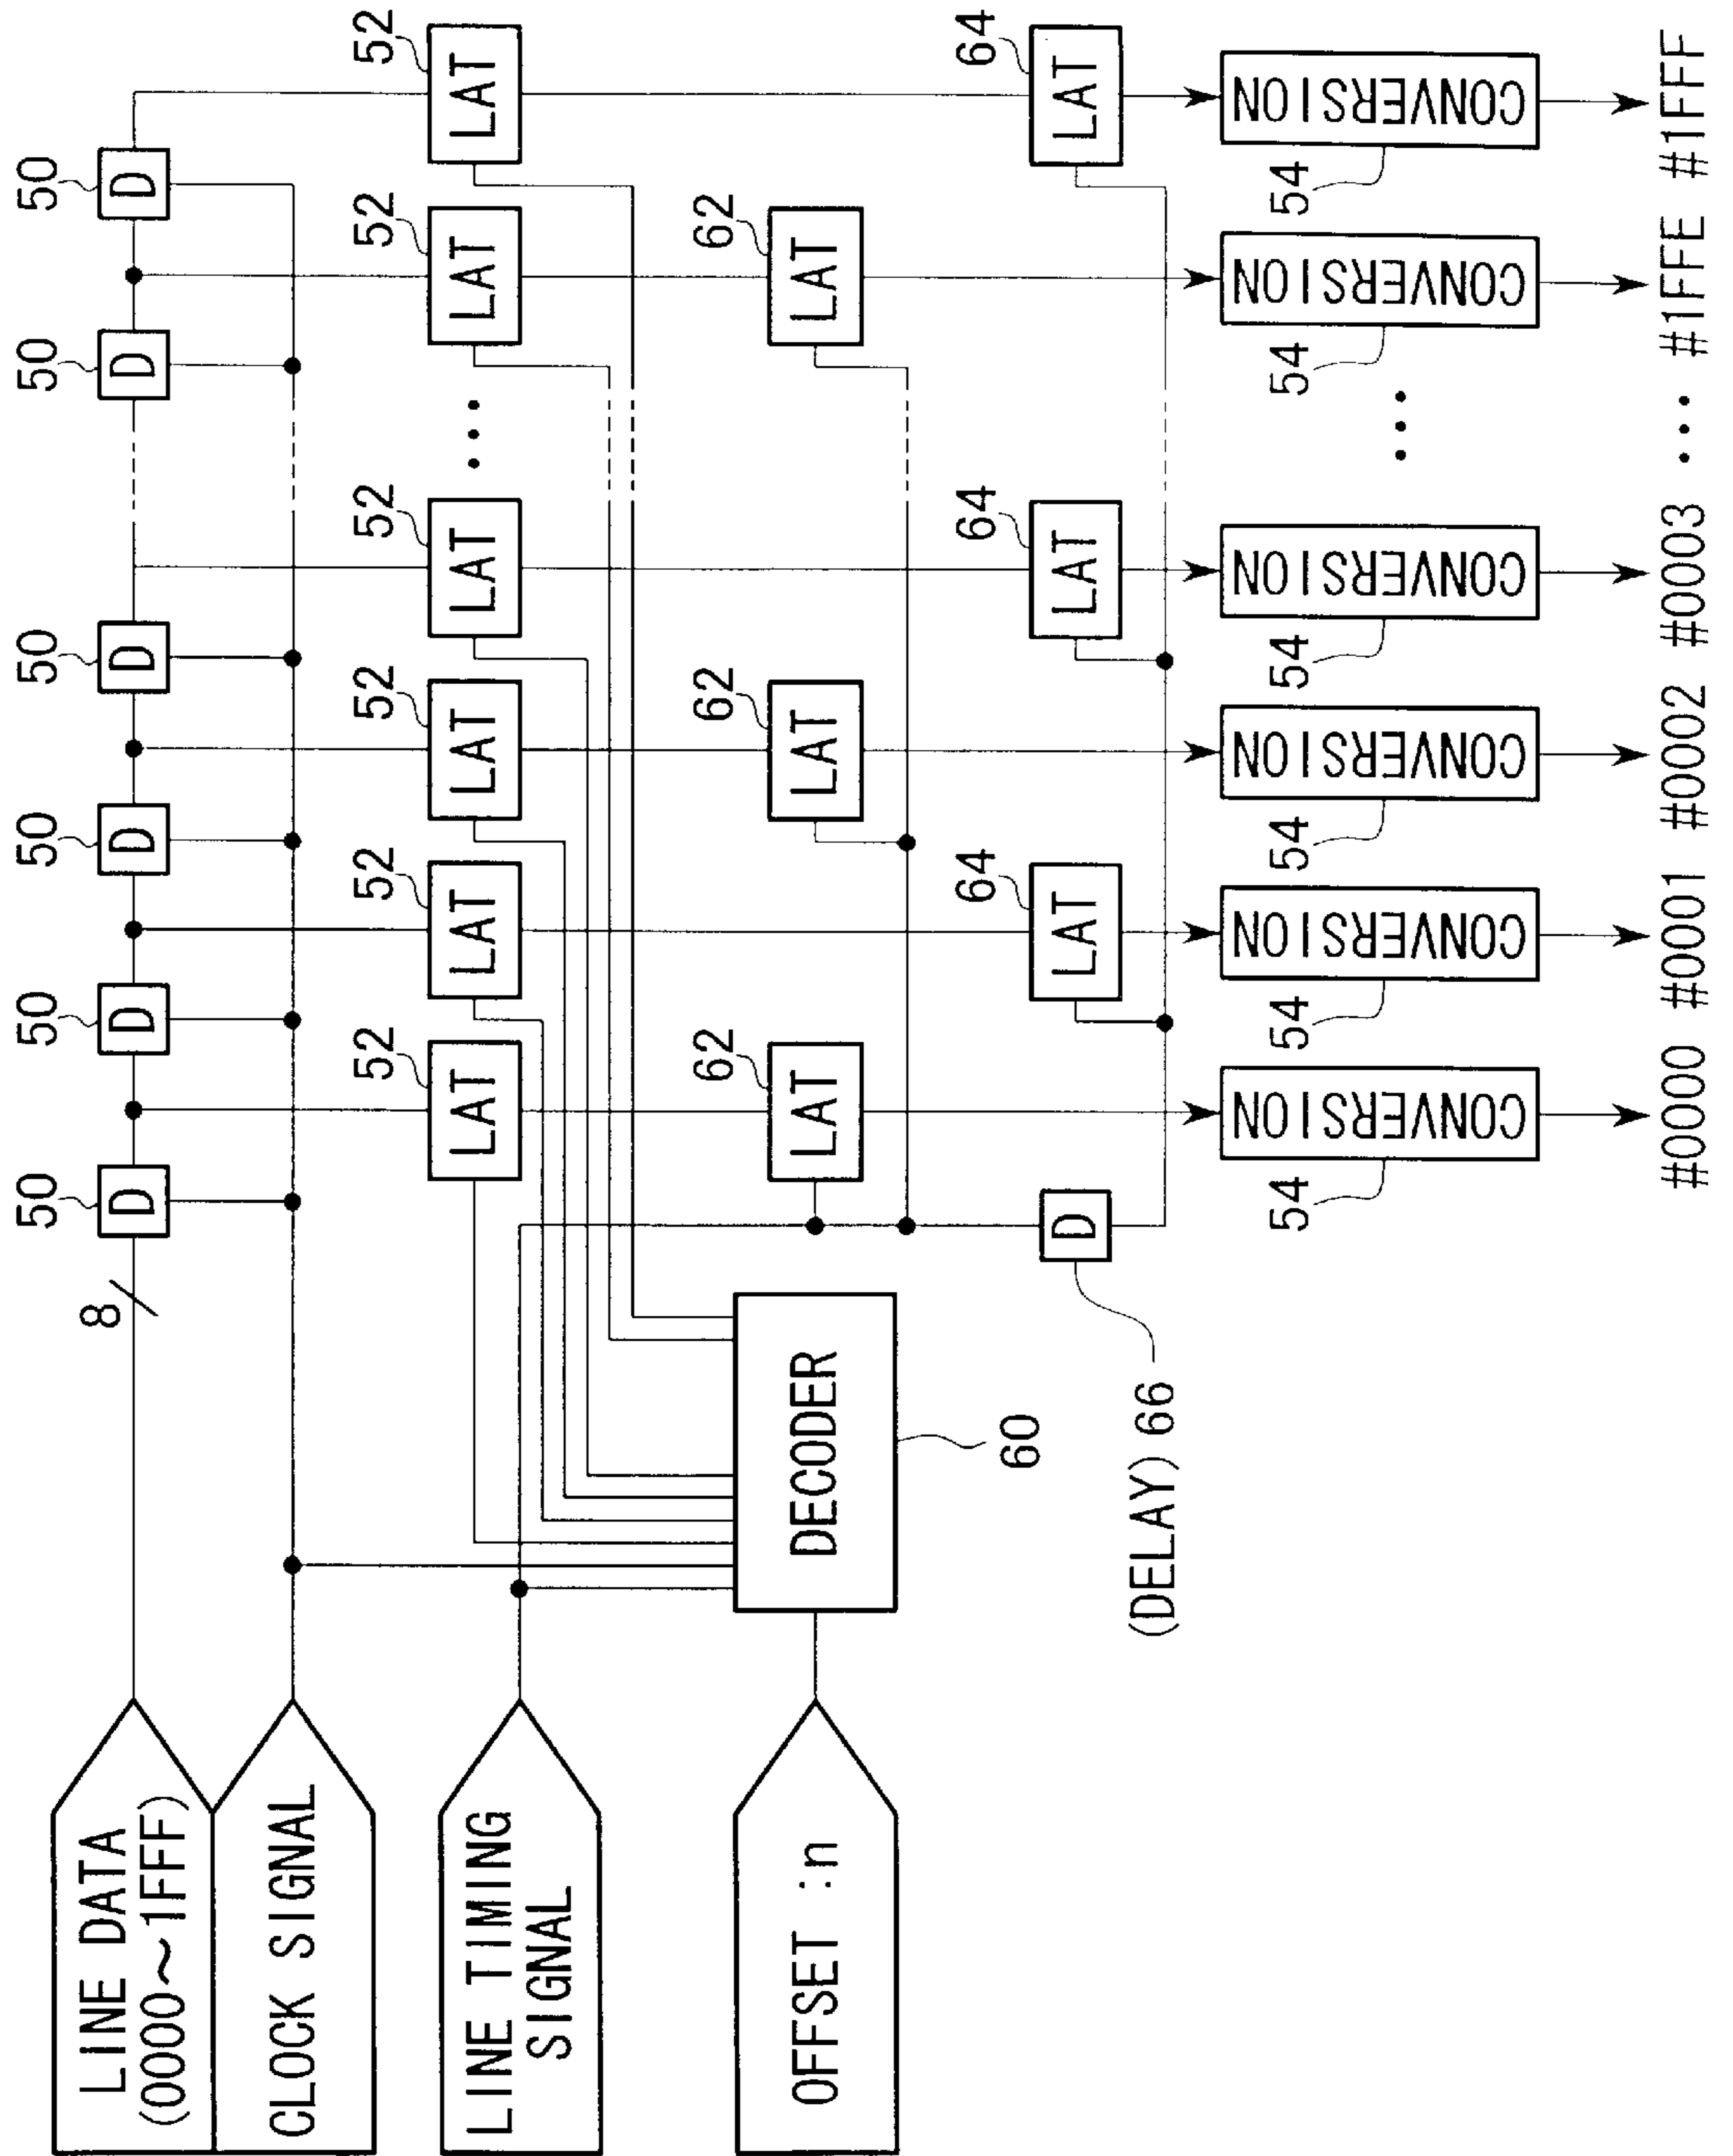 LINE DATA
(0000~1FFF)
CLOCK SIGNAL
LINE TIMING
SIGNAL
OFFSET :n
8
50 50 50 50 50 50
D D D D D D
52 52 52 52 52 52
LAT LAT LAT LAT LAT ... LAT
62 62 62
LAT LAT LAT
DECODER
60
64 64 64
LAT LAT LAT
D
(DELAY) 66
CONVERSION CONVERSION CONVERSION CONVERSION ... CONVERSION CONVERSION
54 54 54 54 54 54
#0000 #0001 #0002 #0003 ... #1FFE #1FFF